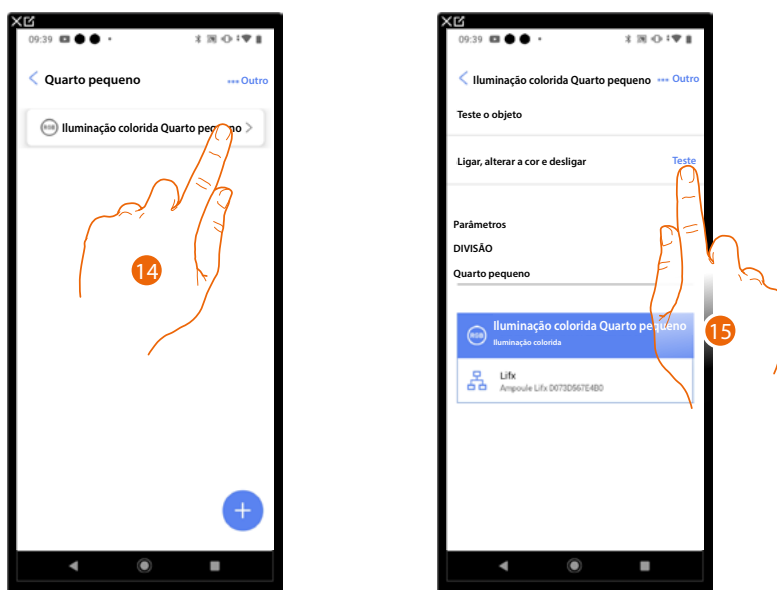 09:39
Quarto pequeno
Outro
RGB
Iluminação colorida Quarto pequeno
14
09:39
Iluminação colorida Quarto pequeno
Outro
Teste o objeto
Ligar, alterar a cor e desligar
Teste
Parâmetros
DIVISÃO
Quarto pequeno
RGB
Iluminação colorida Quarto pequeno
Iluminação colorida
15
Lifx
Ampoule Lifx D073D567E4B0